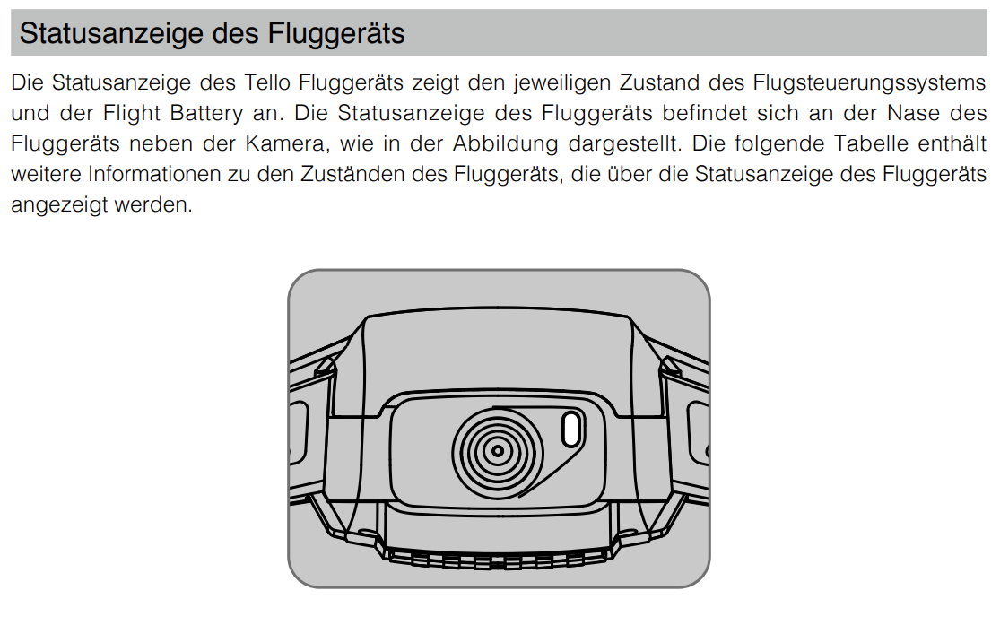 Statusanzeige des Fluggeräts
Die Statusanzeige des Tello Fluggeräts zeigt den jeweiligen Zustand des Flugsteuerungssystems
und der Flight Battery an. Die Statusanzeige des Fluggeräts befindet sich an der Nase des
Fluggeräts neben der Kamera, wie in der Abbildung dargestellt. Die folgende Tabelle enthält
weitere Informationen zu den Zuständen des Fluggeräts, die über die Statusanzeige des Fluggeräts
angezeigt werden.